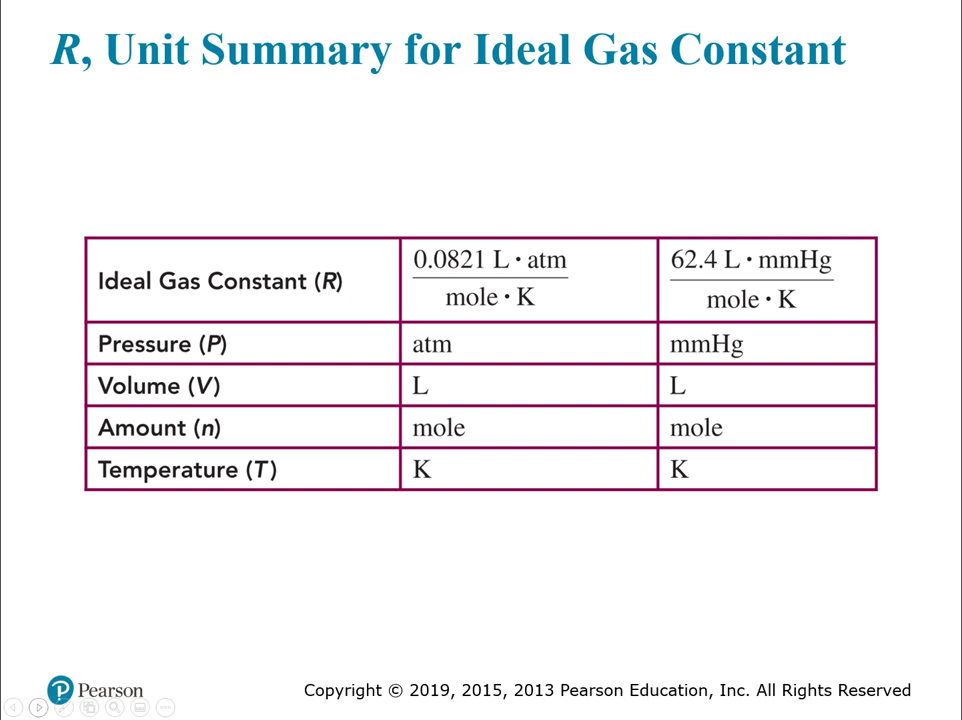 R, Unit Summary for Ideal Gas Constant
Ideal Gas Constant (R)
0.0821 L · atm
mole · K
62.4 L · mmHg
mole · K
Pressure (P) atm mmHg
Volume (V) L L
Amount (n) mole mole
Temperature (T) K K
Pearson
Copyright © 2019, 2015, 2013 Pearson Education, Inc. All Rights Reserved